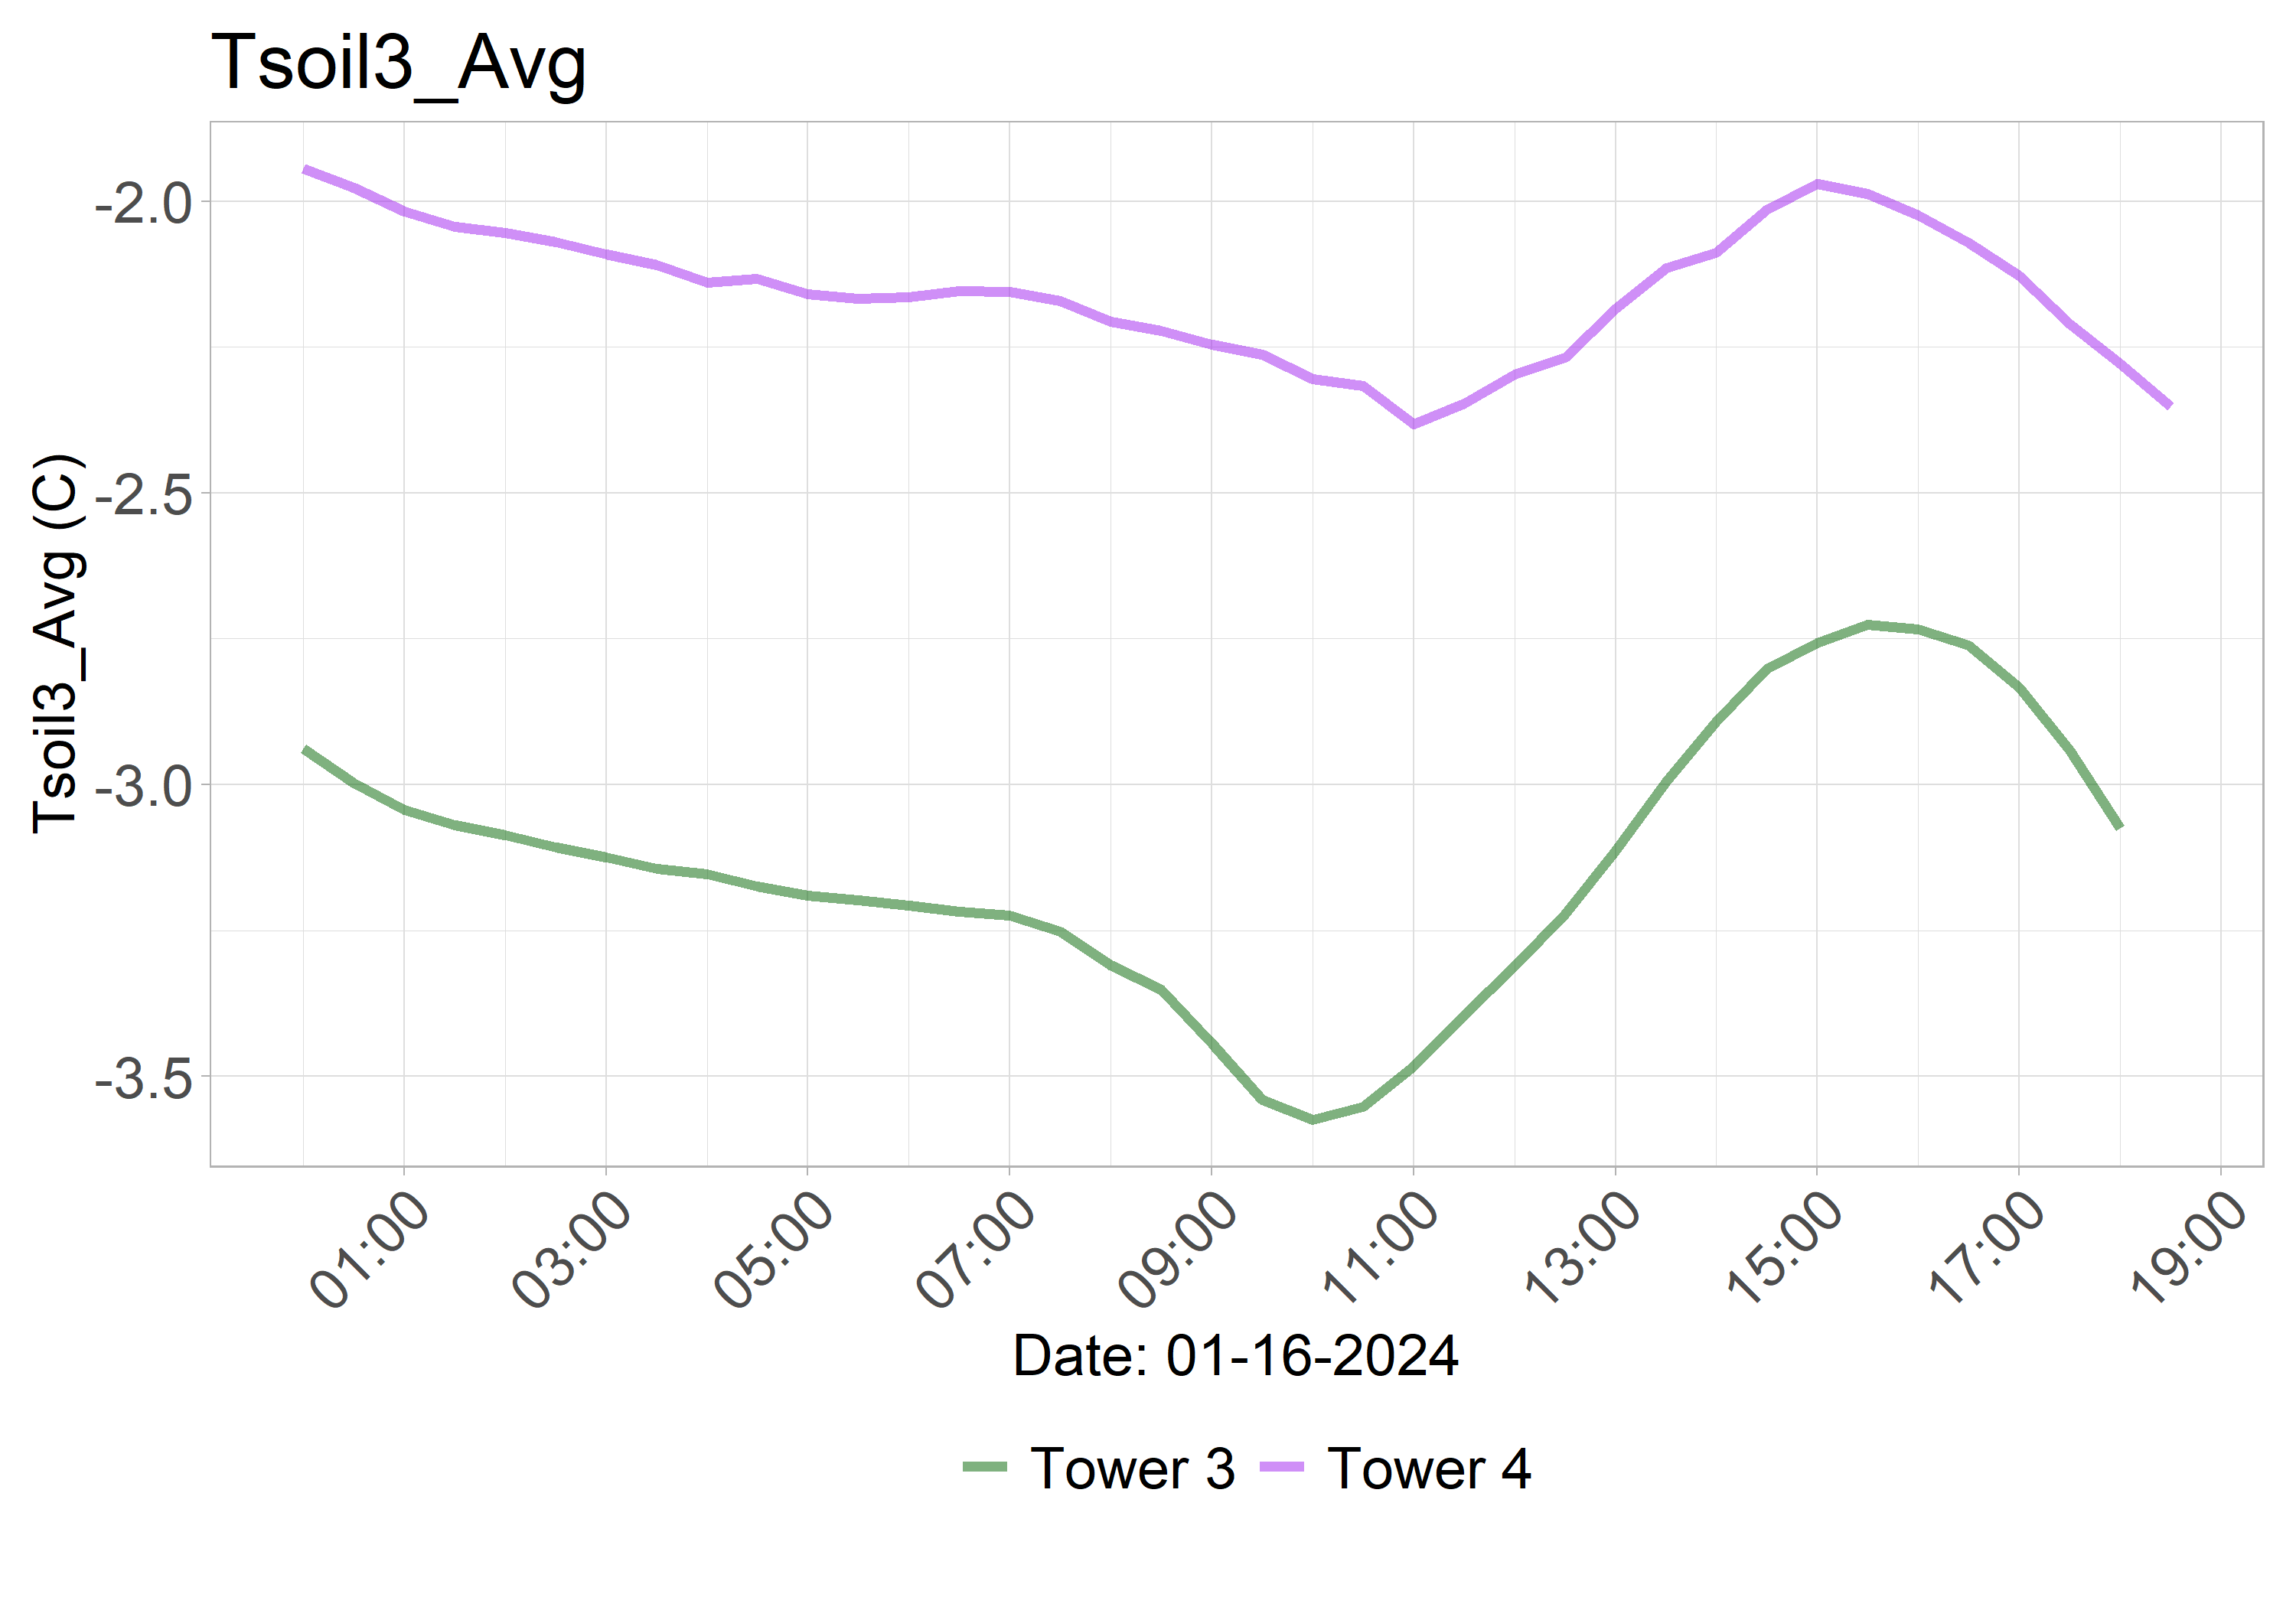 Tsoil3_Avg
Tsoil3_Avg (C)
-2.0
-2.5
-3.0
-3.5
01:00 03:00 05:00 07:00 09:00 11:00 13:00 15:00 17:00 19:00
Date: 01-16-2024
Tower 3 Tower 4